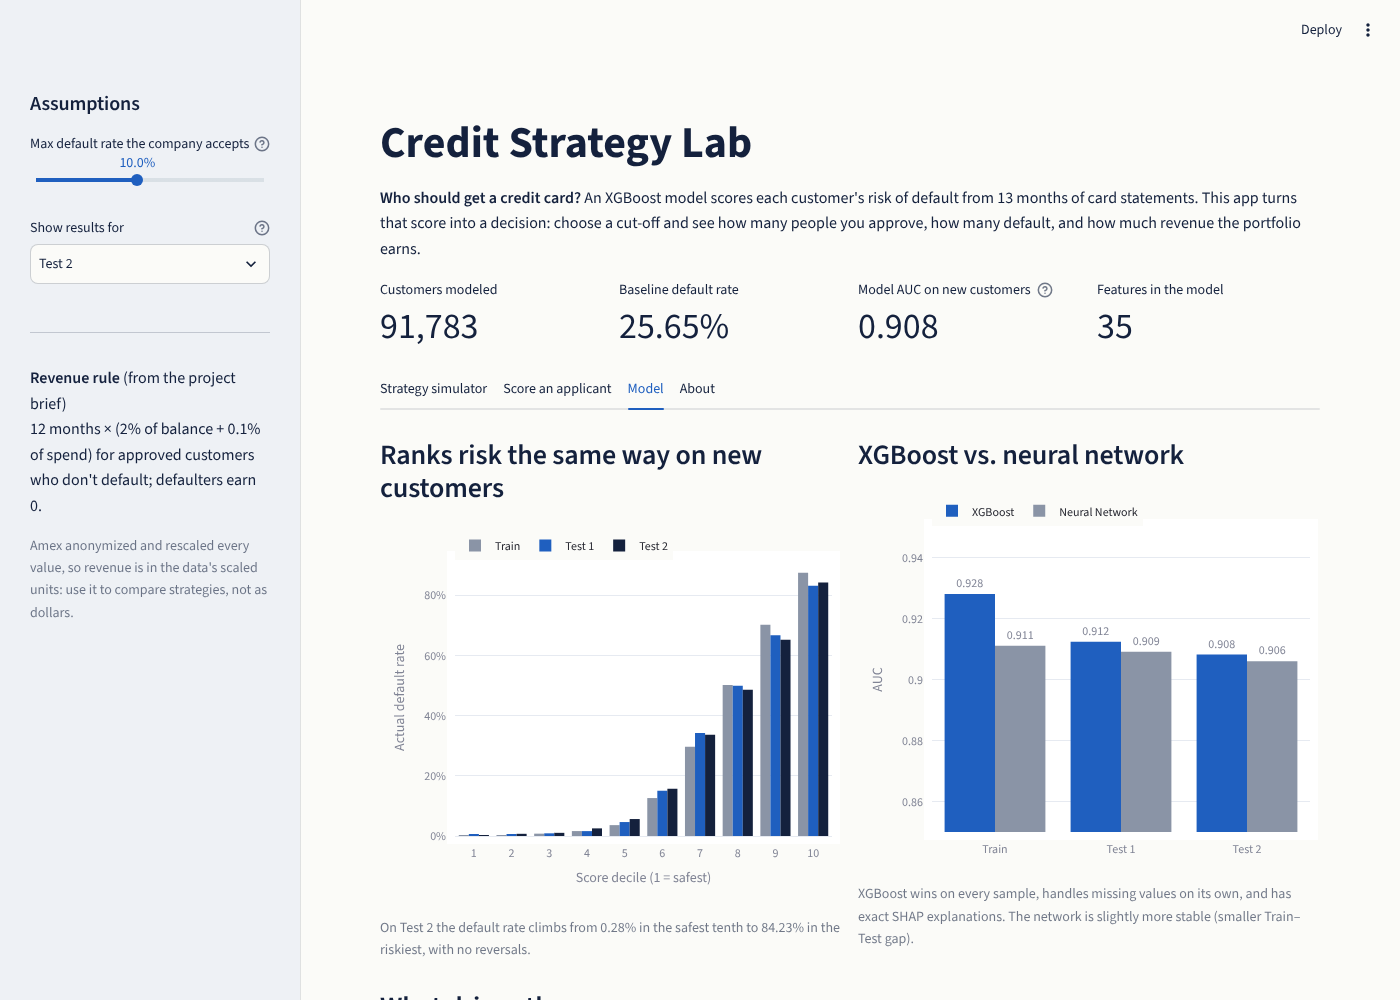 Deploy
Assumptions
Max default rate the company accepts
10.0%
Show results for
Test 2
Revenue rule (from the project
brief)
12 months × (2% of balance + 0.1%
of spend) for approved customers
who don't default; defaulters earn
0.
Amex anonymized and rescaled every
value, so revenue is in the data's scaled
units: use it to compare strategies, not as
dollars.
Credit Strategy Lab
Who should get a credit card? An XGBoost model scores each customer's risk of default from 13 months of card statements. This app turns
that score into a decision: choose a cut-off and see how many people you approve, how many default, and how much revenue the portfolio
earns.
Customers modeled
91,783
Baseline default rate
25.65%
Model AUC on new customers
0.908
Features in the model
35
Strategy simulator Score an applicant Model About
Ranks risk the same way on new
customers
Train Test 1 Test 2
80%
60%
40%
20%
0%
Actual default rate
1 2 3 4 5 6 7 8 9 10
Score decile (1 = safest)
On Test 2 the default rate climbs from 0.28% in the safest tenth to 84.23% in the
riskiest, with no reversals.
XGBoost vs. neural network
XGBoost Neural Network
0.94
0.92
0.9
0.88
0.86
AUC
0.928
0.911
0.912
0.909
0.908
0.906
Train Test 1 Test 2
XGBoost wins on every sample, handles missing values on its own, and has
exact SHAP explanations. The network is slightly more stable (smaller Train–
Test gap).